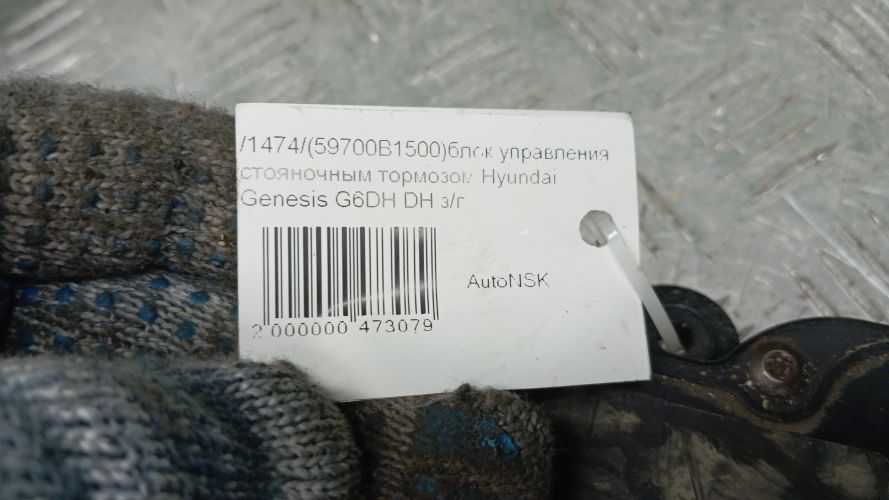 /1474/(59700B1500)блок управления
стояночным тормозом Hyundai
Genesis G6DH DH з/г
AutoNSK
2 000000 473079